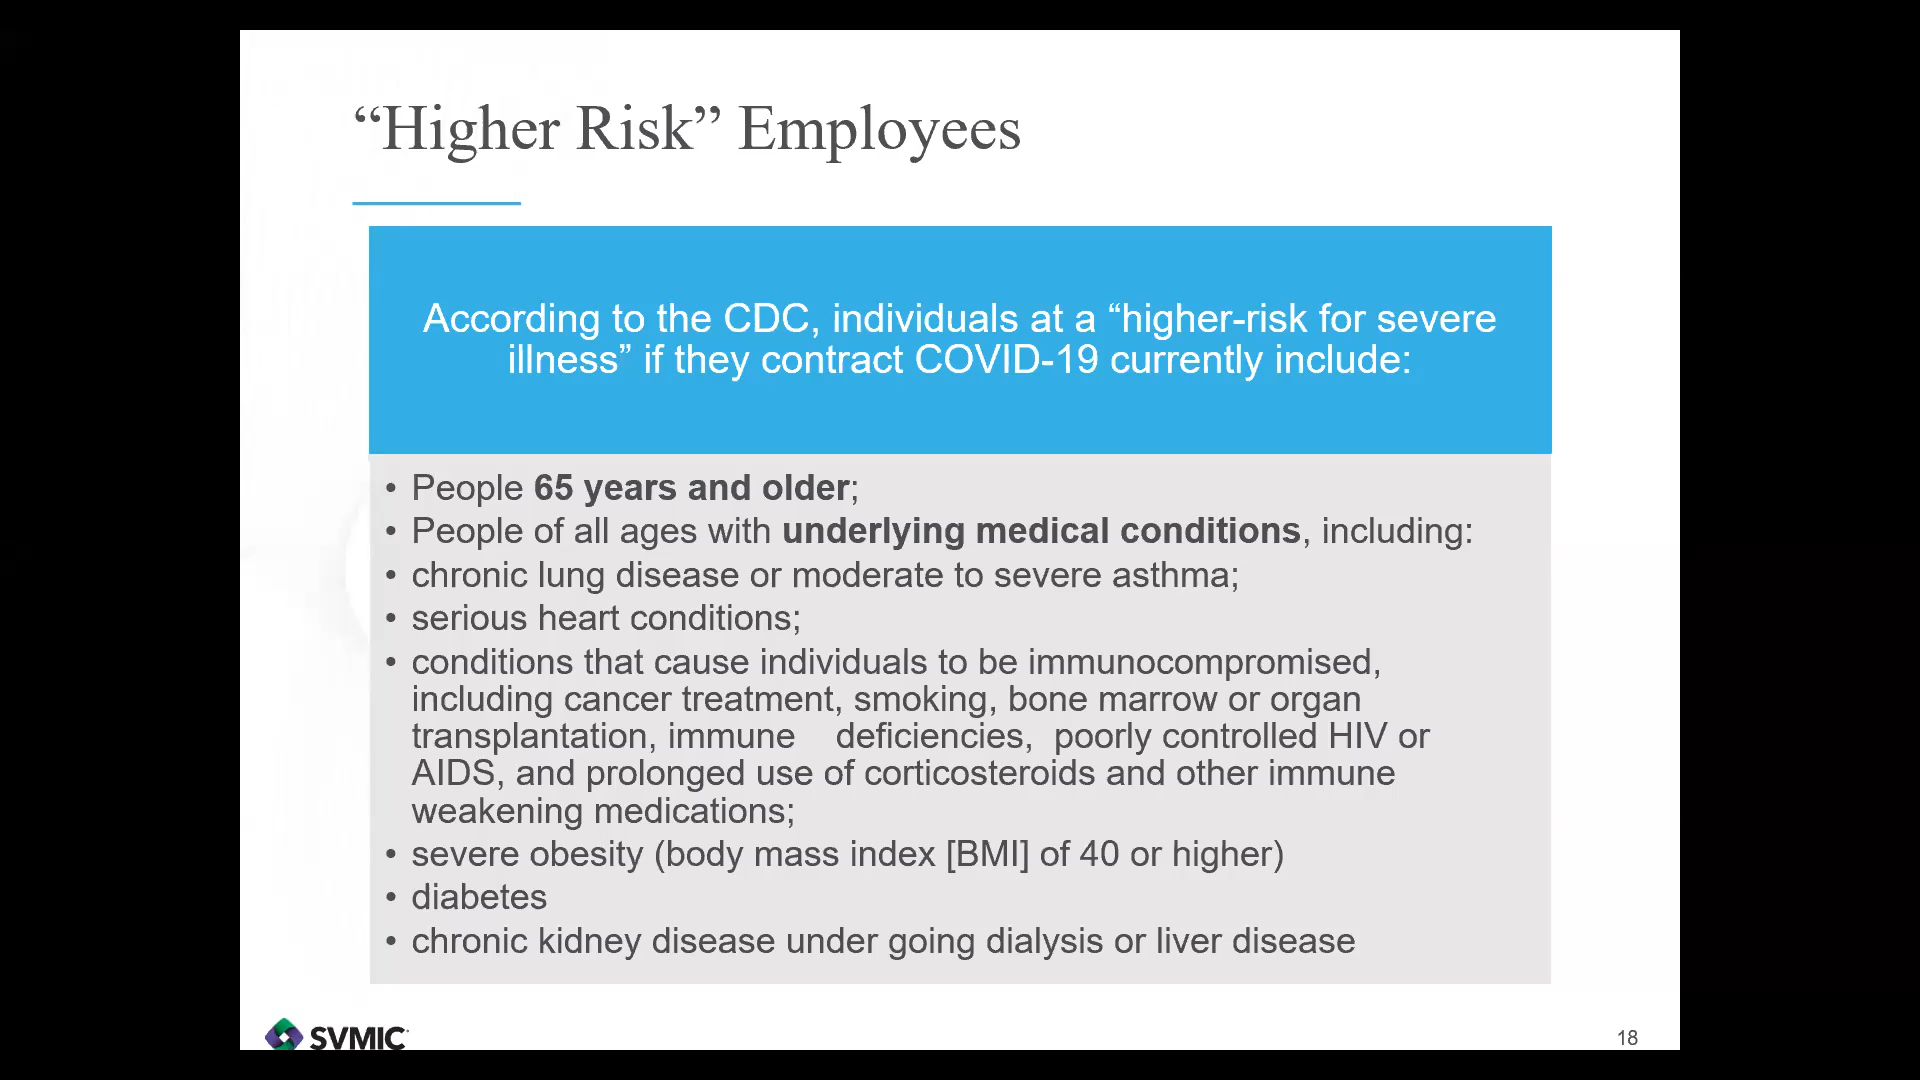 “Higher Risk” Employees
According to the CDC, individuals at a “higher-risk for severe
illness” if they contract COVID-19 currently include:
• People 65 years and older;
• People of all ages with underlying medical conditions, including:
• chronic lung disease or moderate to severe asthma;
• serious heart conditions;
• conditions that cause individuals to be immunocompromised,
including cancer treatment, smoking, bone marrow or organ
transplantation, immune    deficiencies,  poorly controlled HIV or
AIDS, and prolonged use of corticosteroids and other immune
weakening medications;
• severe obesity (body mass index [BMI] of 40 or higher)
• diabetes
• chronic kidney disease under going dialysis or liver disease
SVMIC
18